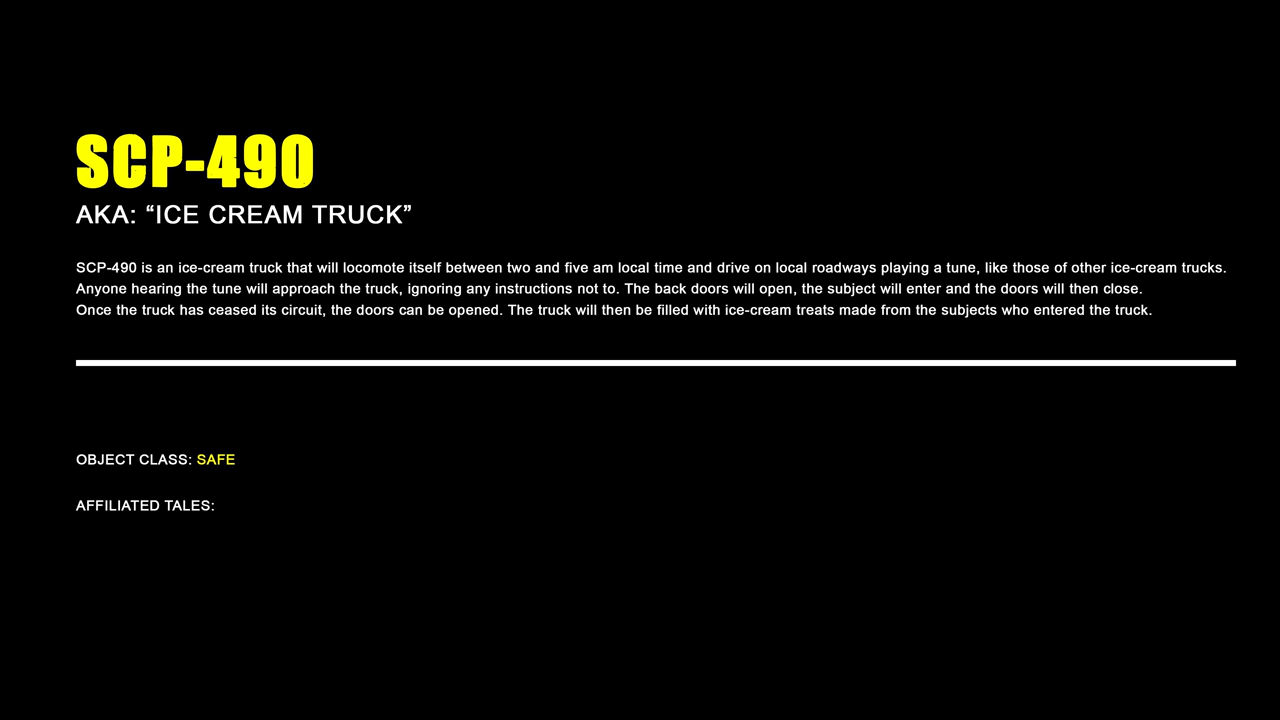 SCP-490
AKA: “ICE CREAM TRUCK”
SCP-490 is an ice-cream truck that will locomote itself between two and five am local time and drive on local roadways playing a tune, like those of other ice-cream trucks.
Anyone hearing the tune will approach the truck, ignoring any instructions not to. The back doors will open, the subject will enter and the doors will then close.
Once the truck has ceased its circuit, the doors can be opened. The truck will then be filled with ice-cream treats made from the subjects who entered the truck.
OBJECT CLASS: SAFE
AFFILIATED TALES: